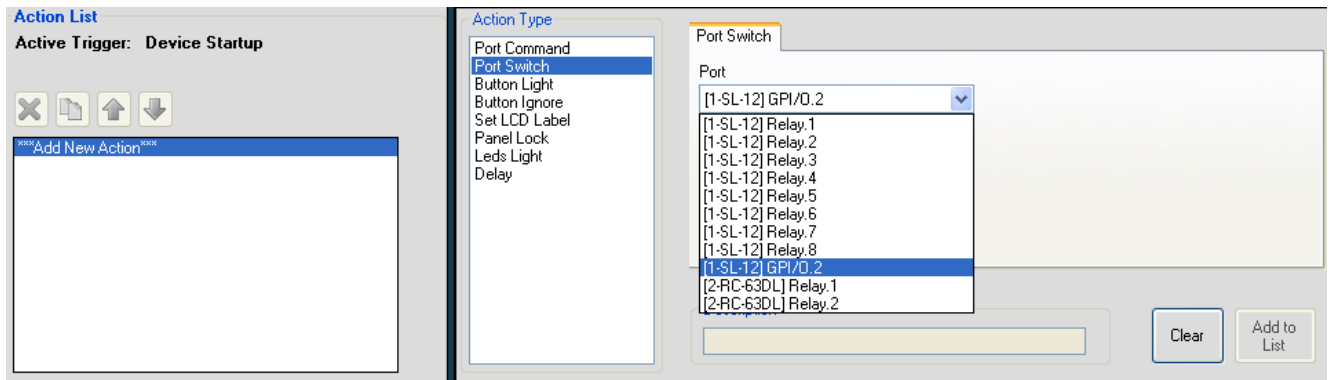 Action List
Active Trigger: Device Startup
***Add New Action***
Action Type
Port Command
Port Switch
Button Light
Button Ignore
Set LCD Label
Panel Lock
Leds Light
Delay
Port Switch
Port
[1-SL-12] GPI/O.2
[1-SL-12] Relay.1
[1-SL-12] Relay.2
[1-SL-12] Relay.3
[1-SL-12] Relay.4
[1-SL-12] Relay.5
[1-SL-12] Relay.6
[1-SL-12] Relay.7
[1-SL-12] Relay.8
[1-SL-12] GPI/O.2
[2-RC-63DL] Relay.1
[2-RC-63DL] Relay.2
Clear
Add to
List